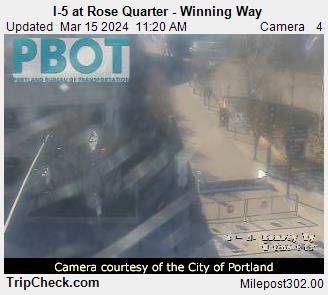 I-5 at Rose Quarter - Winning Way
Updated Mar 15 2024 11:20 AM Camera 4
PBOT
PORTLAND BUREAU OF TRANSPORTATION
Camera courtesy of the City of Portland
TripCheck.com Milepost302.00